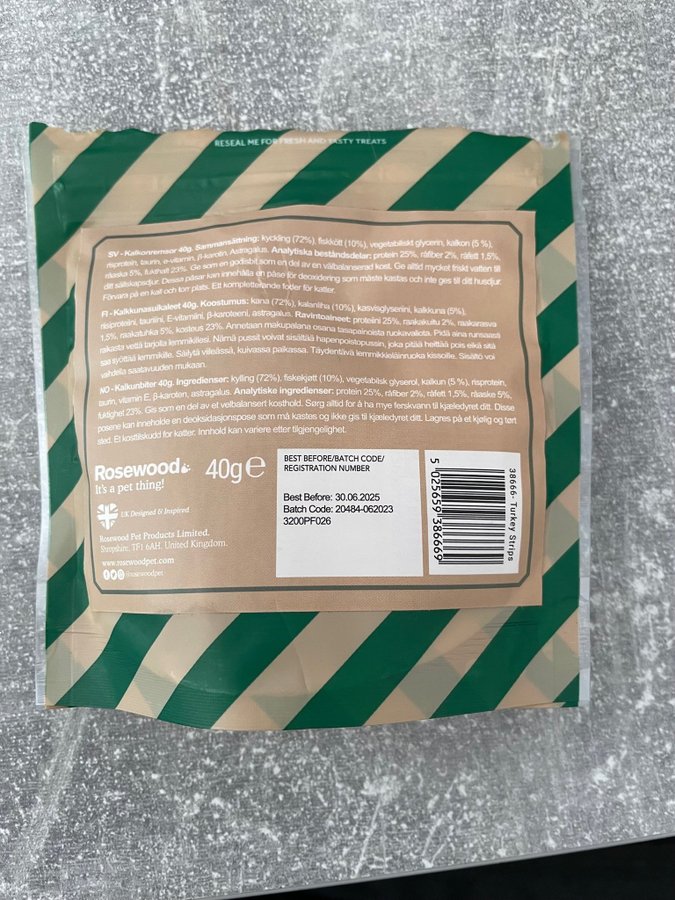 RESEAL ME FOR FRESH AND TASTY TREATS
SV - Kalkonremsor 40g. Sammansättning: kyckling (72%), fiskkött (10%), vegetabiliskt glycerin, kalkon (5 %),
risprotein, taurin, e-vitamin, β-karoten, Astragalus. Analytiska beståndsdelar: protein 25%, råfiber 2%, råfett 1,5%,
råaska 5%, fukthalt 23%. Ge som en godisbit som en del av en välbalanserad kost. Ge alltid mycket friskt vatten till
ditt sällskapsdjur. Dessa påsar kan innehålla en påse för deoxidering som måste kastas och inte ges till ditt husdjur.
Förvara på en kall och torr plats. Ett kompletterande foder för katter.
FI - Kalkkunasuikaleet 40g. Koostumus: kana (72%), kalanliha (10%), kasvisglyseriini, kalkkuna (5%),
riisiproteiini, tauriini, E-vitamiini, β-karoteeni, astragalus. Ravintoaineet: proteiini 25%, raakakuitu 2%, raakarasva
1,5%, raakatuhka 5%, kosteus 23%. Annetaan makupalana osana tasapainoista ruokavaliota. Pidä aina runsaasti
raikasta vettä tarjolla lemmikillesi. Nämä pussit voivat sisältää hapenpoistopussin, joka pitää heittää pois eikä sitä
saa syöttää lemmikille. Säilytä viileässä, kuivassa paikassa. Täydentävä lemmikkieläinruoka kissoille. Sisältö voi
vaihdella saatavuuden mukaan.
NO - Kalkunbiter 40g. Ingredienser: kylling (72%), fiskekjøtt (10%), vegetabilsk glyserol, kalkun (5 %), risprotein,
taurin, vitamin E, β-karoten, astragalus. Analytiske ingredienser: protein 25%, råfiber 2%, råfett 1,5%, råaske 5%,
fuktighet 23%. Gis som en del av et velbalansert kosthold. Sørg alltid for å ha mye ferskvann til kjæledyret ditt. Disse
posene kan inneholde en deoksidasjonspose som må kastes og ikke gis til kjæledyret ditt. Lagres på et kjølig og tørt
sted. Et kosttilskudd for katter. Innhold kan variere etter tilgjengelighet.
Rosewood 40g e
It's a pet thing!
UK Designed & Inspired
Rosewood Pet Products Limited.
Shropshire, TF1 6AH, United Kingdom.
www.rosewoodpet.com
@rosewoodpet
BEST BEFORE/BATCH CODE/
REGISTRATION NUMBER
Best Before: 30.06.2025
Batch Code: 20484-062023
3200PF026
5 025659 386669
38666- Turkey Strips